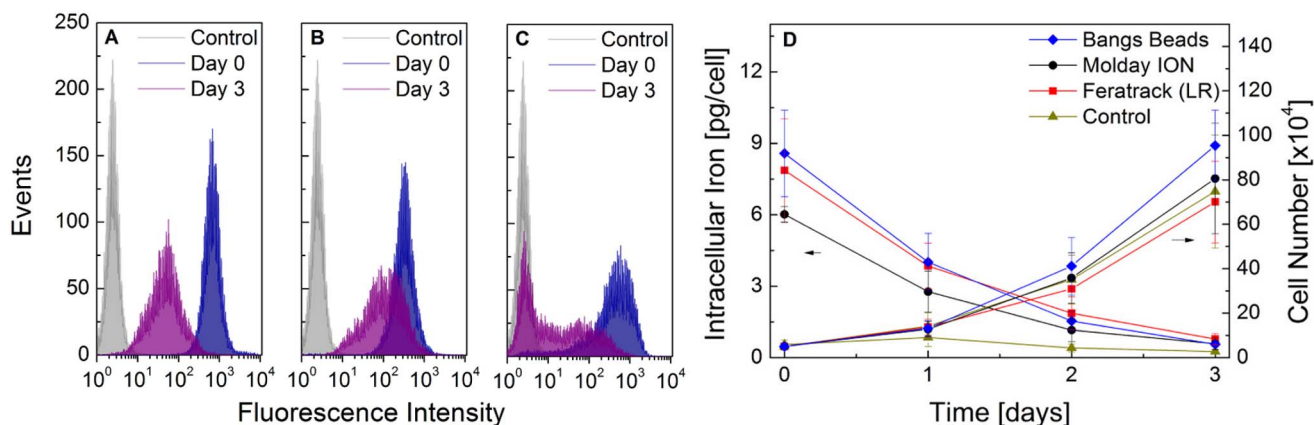 A
Control
Day 0
Day 3
B
Control
Day 0
Day 3
C
Control
Day 0
Day 3
Events
250
200
150
100
50
0
10⁰ 10¹ 10² 10³ 10⁴
10⁰ 10¹ 10² 10³ 10⁴
10⁰ 10¹ 10² 10³ 10⁴
Fluorescence Intensity
D
Bangs Beads
Molday ION
Feratrack (LR)
Control
Intracellular Iron [pg/cell]
12
9
6
3
0
140
120
100
80
60
40
20
0
Cell Number [x10⁴]
0 1 2 3
Time [days]